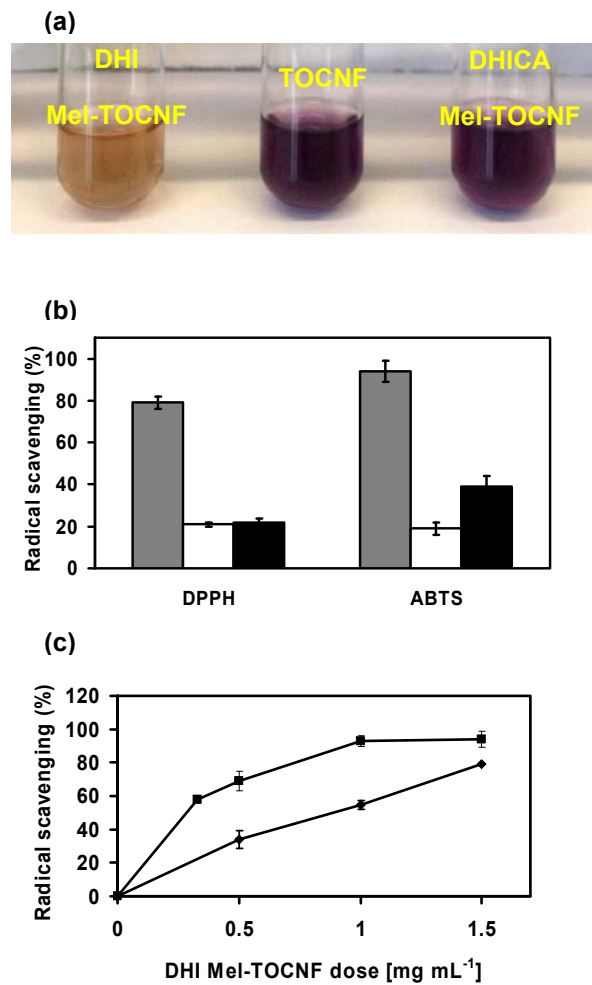 (a)
DHI
Mel-TOCNF
TOCNF
DHICA
Mel-TOCNF
(b)
Radical scavenging (%)
100
80
60
40
20
0
DPPH
ABTS
(c)
Radical scavenging (%)
120
100
80
60
40
20
0
0
0.5
1
1.5
DHI Mel-TOCNF dose [mg mL⁻¹]